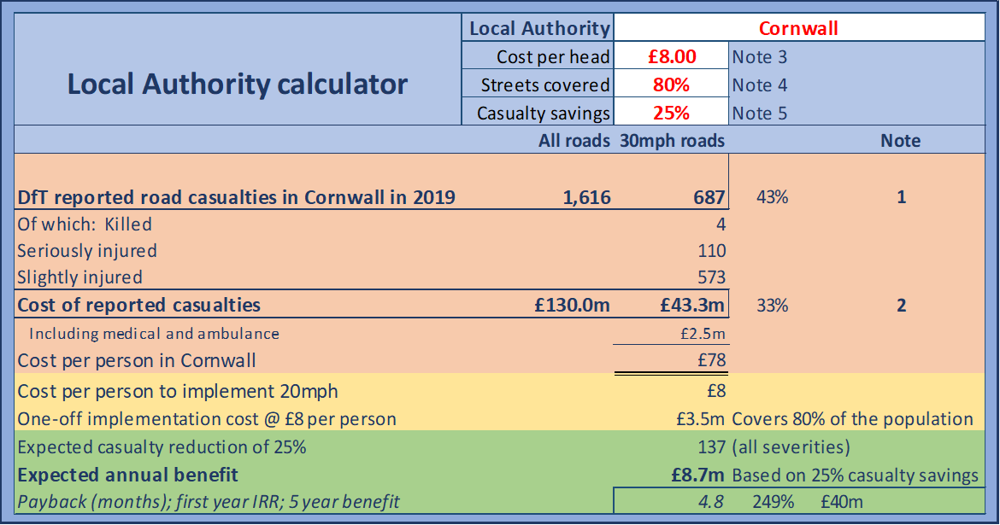 Local Authority calculator
Local Authority Cornwall
Cost per head £8.00 Note 3
Streets covered 80% Note 4
Casualty savings 25% Note 5
All roads 30mph roads Note
DfT reported road casualties in Cornwall in 2019 1,616 687 43% 1
Of which: Killed 4
Seriously injured 110
Slightly injured 573
Cost of reported casualties £130.0m £43.3m 33% 2
Including medical and ambulance £2.5m
Cost per person in Cornwall £78
Cost per person to implement 20mph £8
One-off implementation cost @ £8 per person £3.5m Covers 80% of the population
Expected casualty reduction of 25% 137 (all severities)
Expected annual benefit £8.7m Based on 25% casualty savings
Payback (months); first year IRR; 5 year benefit 4.8 249% £40m